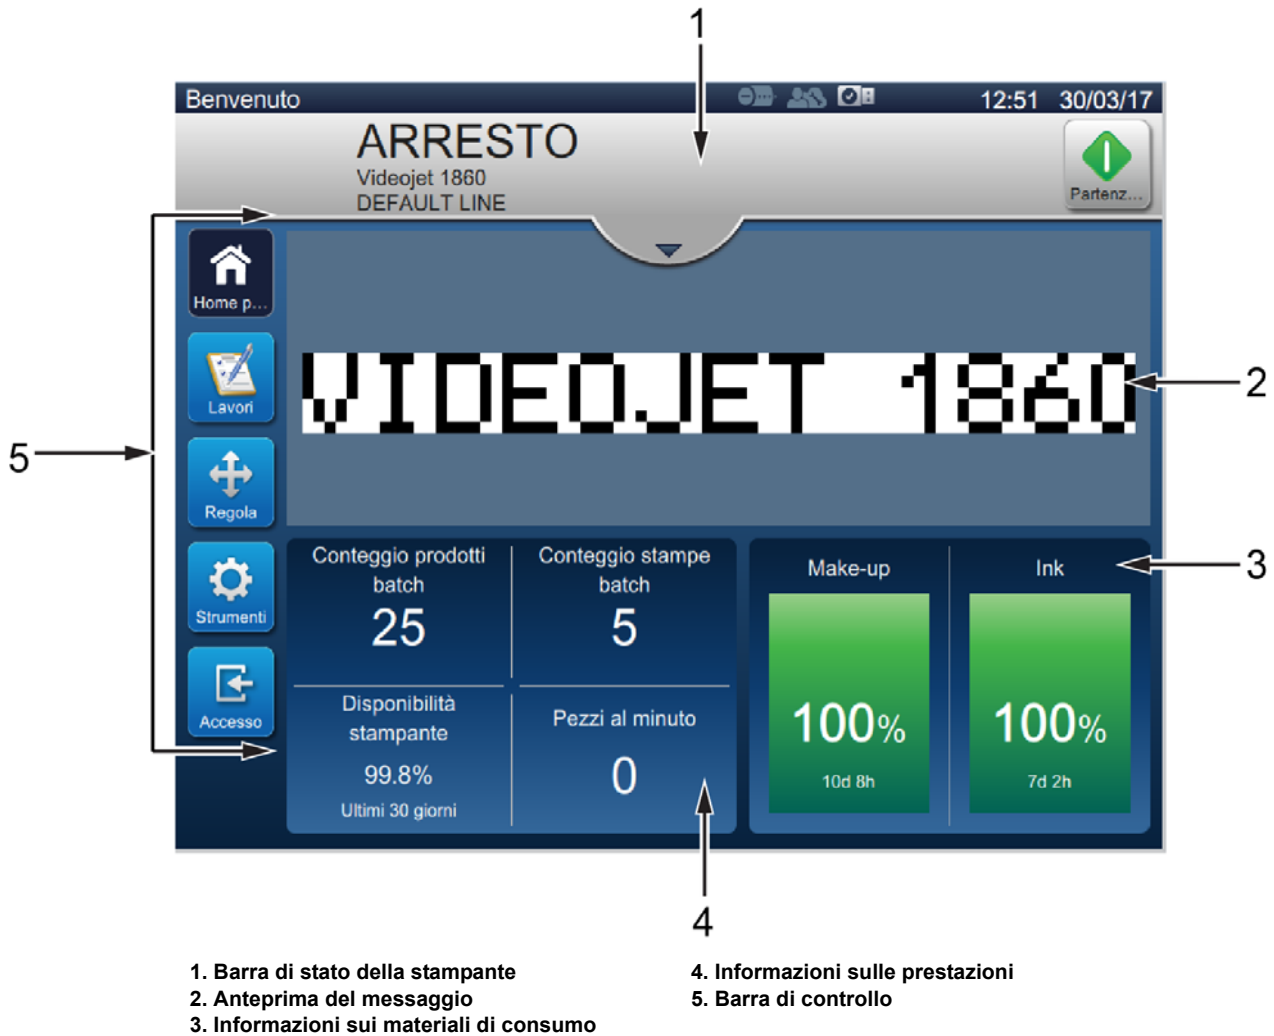 1
Benvenuto 12:51 30/03/17
ARRESTO
Videojet 1860
DEFAULT LINE
Partenz...
Home p...
VIDEOJET 1860
2
Lavori
5
Regola
Conteggio prodotti batch
25
Conteggio stampe batch
5
Make-up
Ink
3
Strumenti
Disponibilità stampante
99.8%
Ultimi 30 giorni
Pezzi al minuto
0
100%
10d 8h
100%
7d 2h
Accesso
4
1. Barra di stato della stampante
2. Anteprima del messaggio
3. Informazioni sui materiali di consumo
4. Informazioni sulle prestazioni
5. Barra di controllo